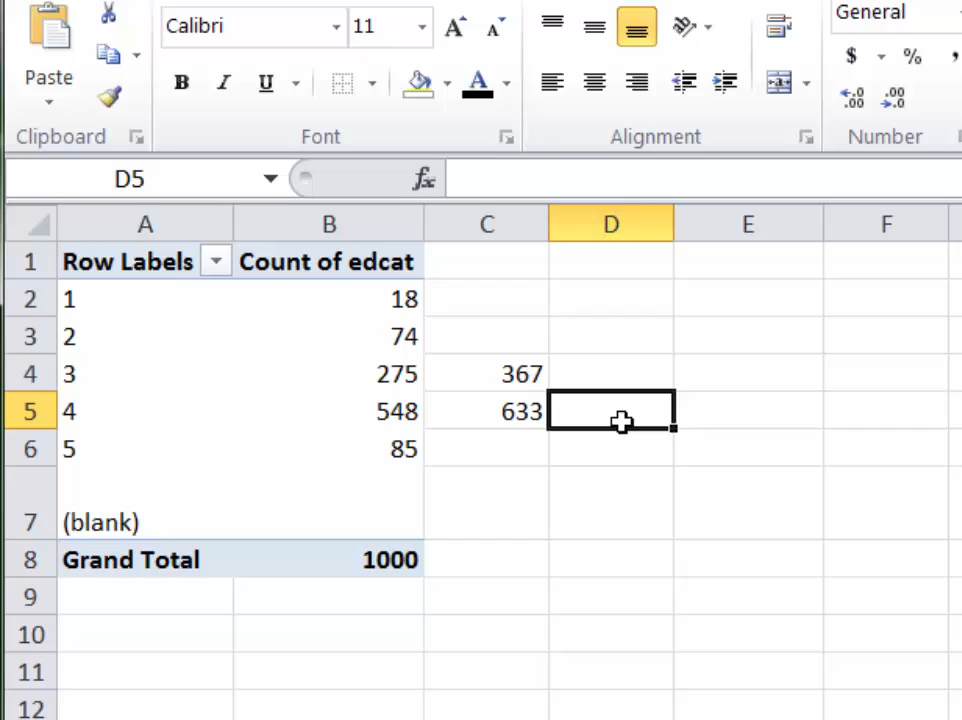 Calibri 11 General
Paste B I U $ % ,
Clipboard Font Alignment Number
D5 fx
A B C D E F
1 Row Labels Count of edcat
2 1 18
3 2 74
4 3 275 367
5 4 548 633
6 5 85
7 (blank)
8 Grand Total 1000
9
10
11
12